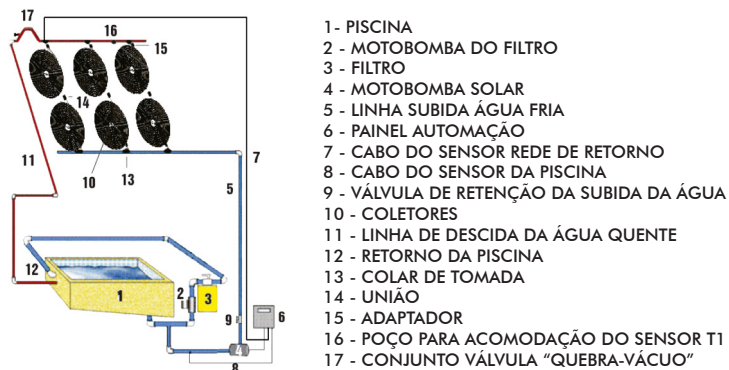 17
16
15
14
11
10
13
7
5
12
1
2
3
9
6
4
8
1- PISCINA
2 - MOTOBOMBA DO FILTRO
3 - FILTRO
4 - MOTOBOMBA SOLAR
5 - LINHA SUBIDA ÁGUA FRIA
6 - PAINEL AUTOMAÇÃO
7 - CABO DO SENSOR REDE DE RETORNO
8 - CABO DO SENSOR DA PISCINA
9 - VÁLVULA DE RETENÇÃO DA SUBIDA DA ÁGUA
10 - COLETORES
11 - LINHA DE DESCIDA DA ÁGUA QUENTE
12 - RETORNO DA PISCINA
13 - COLAR DE TOMADA
14 - UNIÃO
15 - ADAPTADOR
16 - POÇO PARA ACOMODAÇÃO DO SENSOR T1
17 - CONJUNTO VÁLVULA “QUEBRA-VÁCUO”